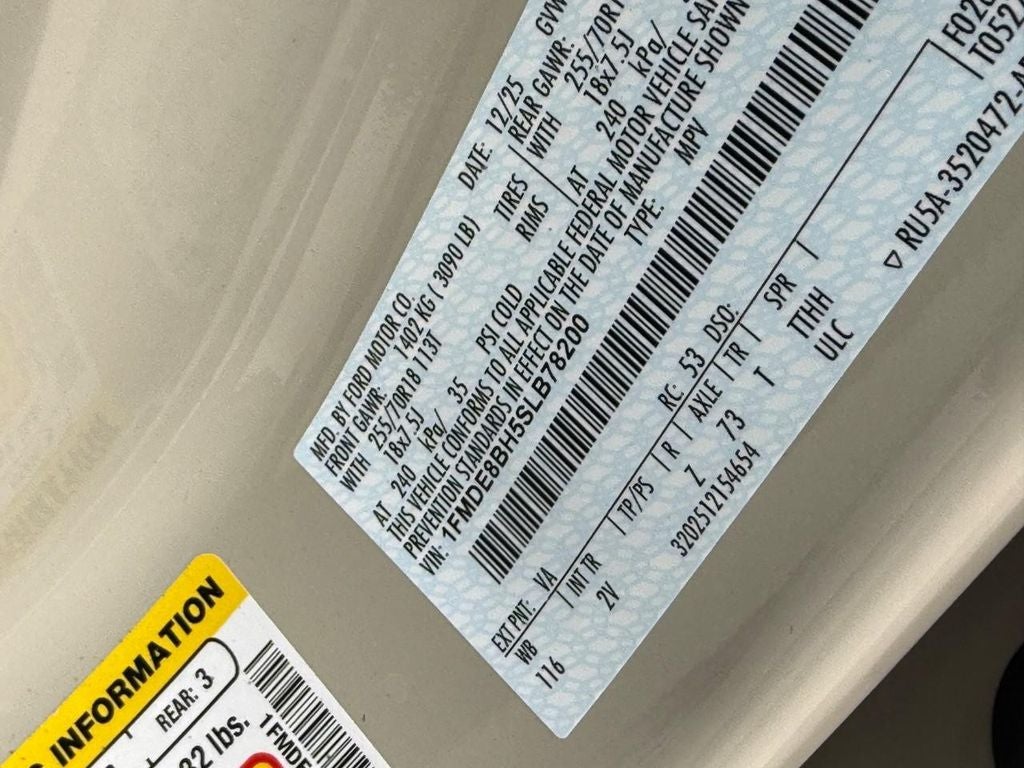 MFD. BY FORD MOTOR CO.
DATE: 12/25
FRONT GAWR: 1402 KG ( 3090 LB)
REAR GAWR:
WITH 255/70R18 113T TIRES
WITH
18x7.5J RIMS
18x7.5J
AT 240 kPa/ 35 PSI COLD
AT 240 kPa/
THIS VEHICLE CONFORMS TO ALL APPLICABLE FEDERAL MOTOR VEHICLE
PREVENTION STANDARDS IN EFFECT ON THE DATE OF MANUFACTURE SHOWN
VIN: 1FMDE8BH5SLB78200
TYPE: MPV
EXT PNT: VA RC: 53 DSO:
WB INT TR TP/PS R AXLE TR SPR
116 2V Z 73 T TTHH
3202512154654 ULC
▽ RU5A-3520472-
INFORMATION
REAR: 3
lbs.